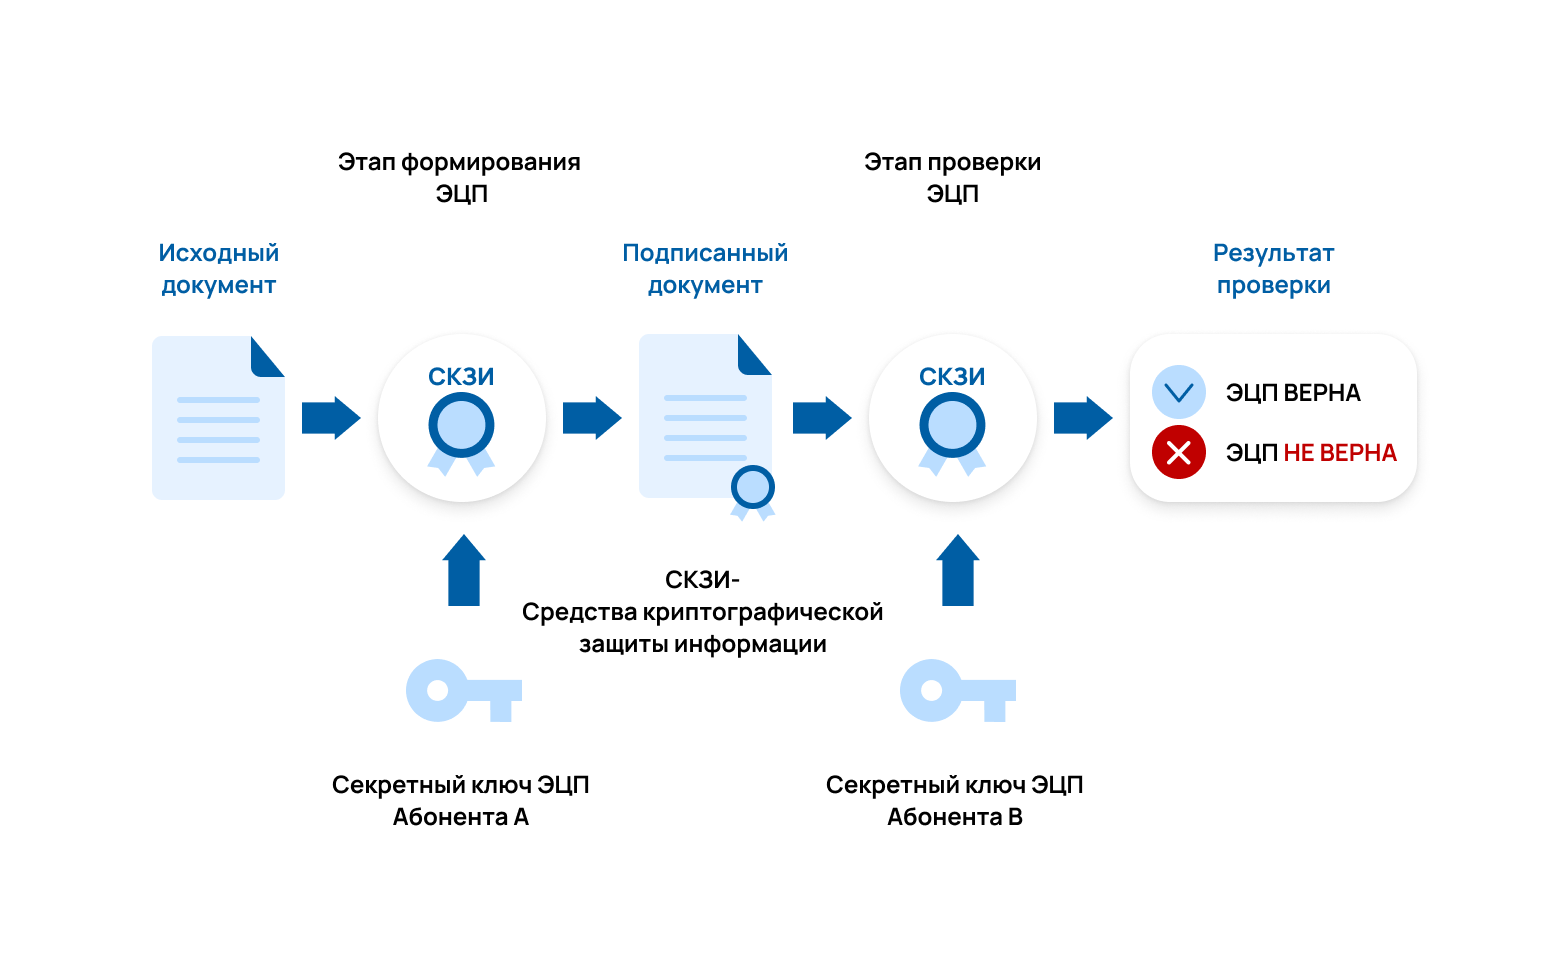 Этап формирования
ЭЦП
Этап проверки
ЭЦП
Исходный
документ
Подписанный
документ
Результат
проверки
СКЗИ
СКЗИ
ЭЦП ВЕРНА
ЭЦП НЕ ВЕРНА
СКЗИ-
Средства криптографической
защиты информации
Секретный ключ ЭЦП
Абонента А
Секретный ключ ЭЦП
Абонента В